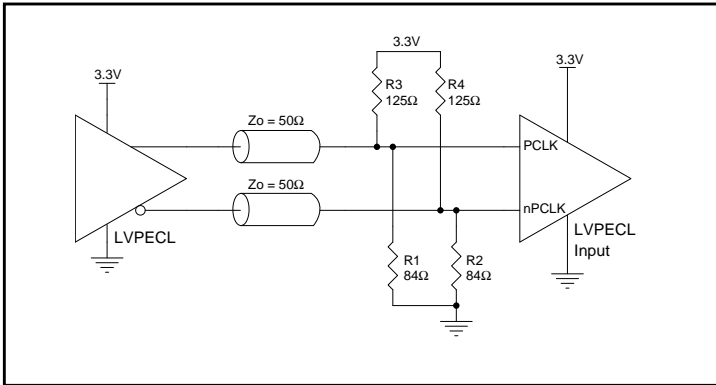 3.3V
3.3V
3.3V
R3
125Ω
R4
125Ω
Zo = 50Ω
PCLK
Zo = 50Ω
nPCLK
LVPECL
LVPECL
Input
R1
84Ω
R2
84Ω